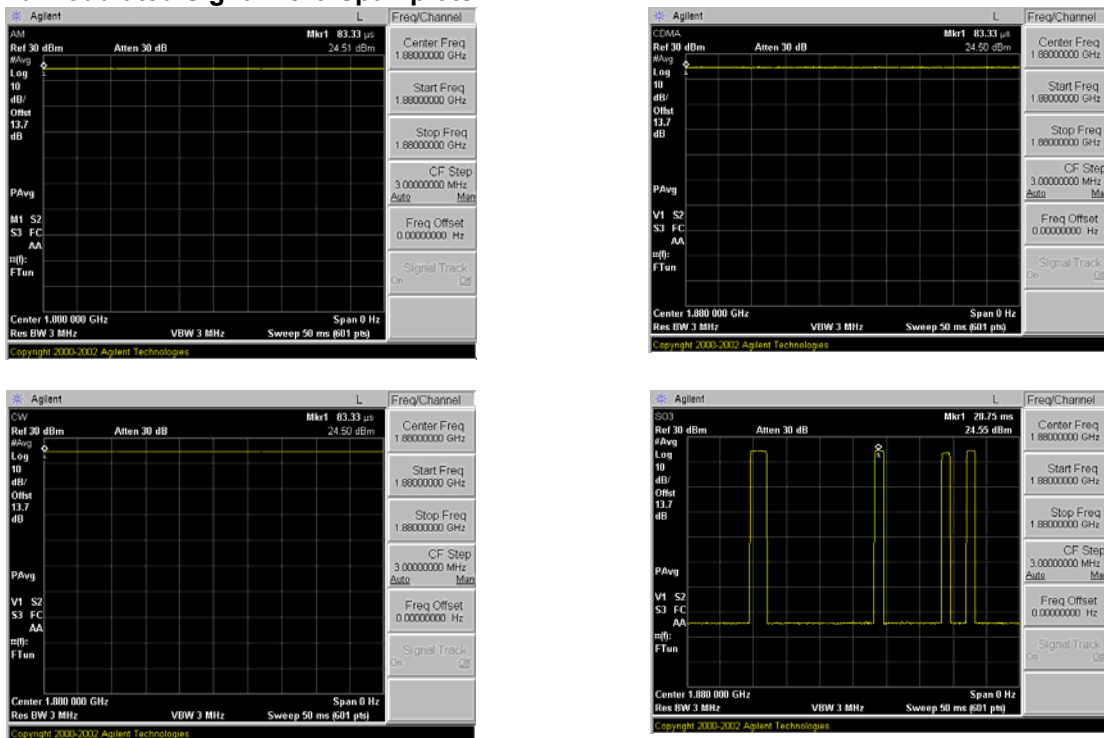 Agilent L Freq/Channel
AM Mkr1 83.33 µs
Ref 30 dBm Atten 30 dB 24.51 dBm
#Avg
Log
10
dB/
Offst
13.7
dB
PAvg
M1 S2
S3 FC
AA
¤(f):
FTun
1
Center 1.880 000 GHz Span 0 Hz
Res BW 3 MHz VBW 3 MHz Sweep 50 ms (601 pts)
Copyright 2000-2002 Agilent Technologies
Center Freq
1.88000000 GHz
Start Freq
1.88000000 GHz
Stop Freq
1.88000000 GHz
CF Step
3.00000000 MHz
Auto Man
Freq Offset
0.00000000 Hz
Signal Track
On Off
Agilent L Freq/Channel
CDMA Mkr1 83.33 µs
Ref 30 dBm Atten 30 dB 24.50 dBm
#Avg
Log
10
dB/
Offst
13.7
dB
PAvg
V1 S2
S3 FC
AA
¤(f):
FTun
1
Center 1.880 000 GHz Span 0 Hz
Res BW 3 MHz VBW 3 MHz Sweep 50 ms (601 pts)
Copyright 2000-2002 Agilent Technologies
Center Freq
1.88000000 GHz
Start Freq
1.88000000 GHz
Stop Freq
1.88000000 GHz
CF Step
3.00000000 MHz
Auto
Freq Offset
0.00000000 Hz
Signal Track
On
Agilent L Freq/Channel
CW Mkr1 83.33 µs
Ref 30 dBm Atten 30 dB 24.50 dBm
#Avg
Log
10
dB/
Offst
13.7
dB
PAvg
V1 S2
S3 FC
AA
¤(f):
FTun
1
Center 1.880 000 GHz Span 0 Hz
Res BW 3 MHz VBW 3 MHz Sweep 50 ms (601 pts)
Copyright 2000-2002 Agilent Technologies
Center Freq
1.88000000 GHz
Start Freq
1.88000000 GHz
Stop Freq
1.88000000 GHz
CF Step
3.00000000 MHz
Auto Man
Freq Offset
0.00000000 Hz
Signal Track
On Off
Agilent L Freq/Channel
SO3 Mkr1 20.75 ms
Ref 30 dBm Atten 30 dB 24.55 dBm
#Avg
Log
10
dB/
Offst
13.7
dB
PAvg
V1 S2
S3 FC
AA
¤(f):
FTun
1
Center 1.880 000 GHz Span 0 Hz
Res BW 3 MHz VBW 3 MHz Sweep 50 ms (601 pts)
Copyright 2000-2002 Agilent Technologies
Center Freq
1.88000000 GHz
Start Freq
1.88000000 GHz
Stop Freq
1.88000000 GHz
CF Step
3.00000000 MHz
Auto
Freq Offset
0.00000000 Hz
Signal Track
On